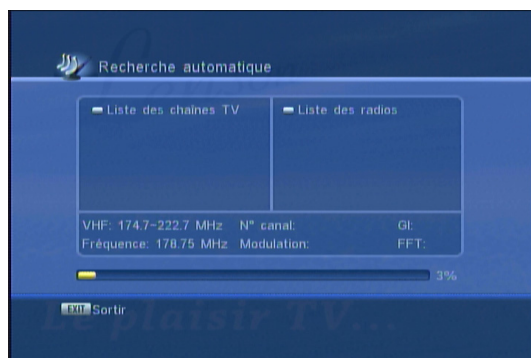 Recherche automatique
Liste des chaînes TV
Liste des radios
VHF: 174.7-222.7 MHz N° canal: GI:
Fréquence: 178.75 MHz Modulation: FFT:
3%
EXIT Sortir
Le plaisir TV...